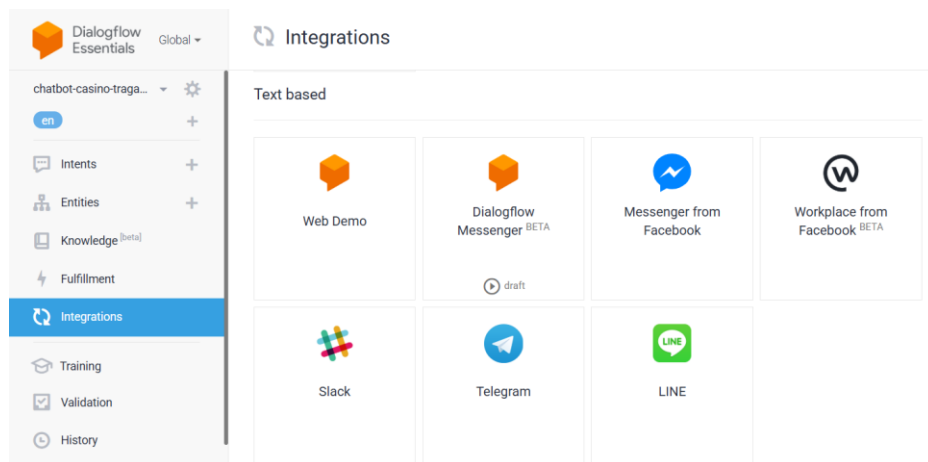 Dialogflow
Essentials
Global
Integrations
chatbot-casino-traga...
en
Intents
Entities
Knowledge [beta]
Fulfillment
Integrations
Training
Validation
History
Text based
Web Demo
Dialogflow
Messenger BETA
draft
Messenger from
Facebook
Workplace from
Facebook BETA
Slack
Telegram
LINE
LINE